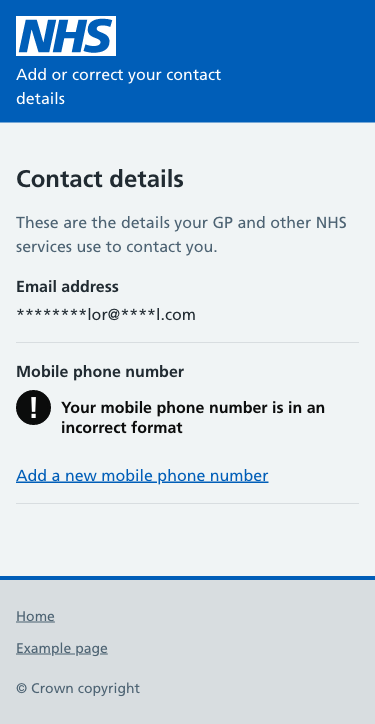 NHS
Add or correct your contact
details
Contact details
These are the details your GP and other NHS
services use to contact you.
Email address
********lor@****l.com
Mobile phone number
! Your mobile phone number is in an
incorrect format
Add a new mobile phone number
Home
Example page
© Crown copyright